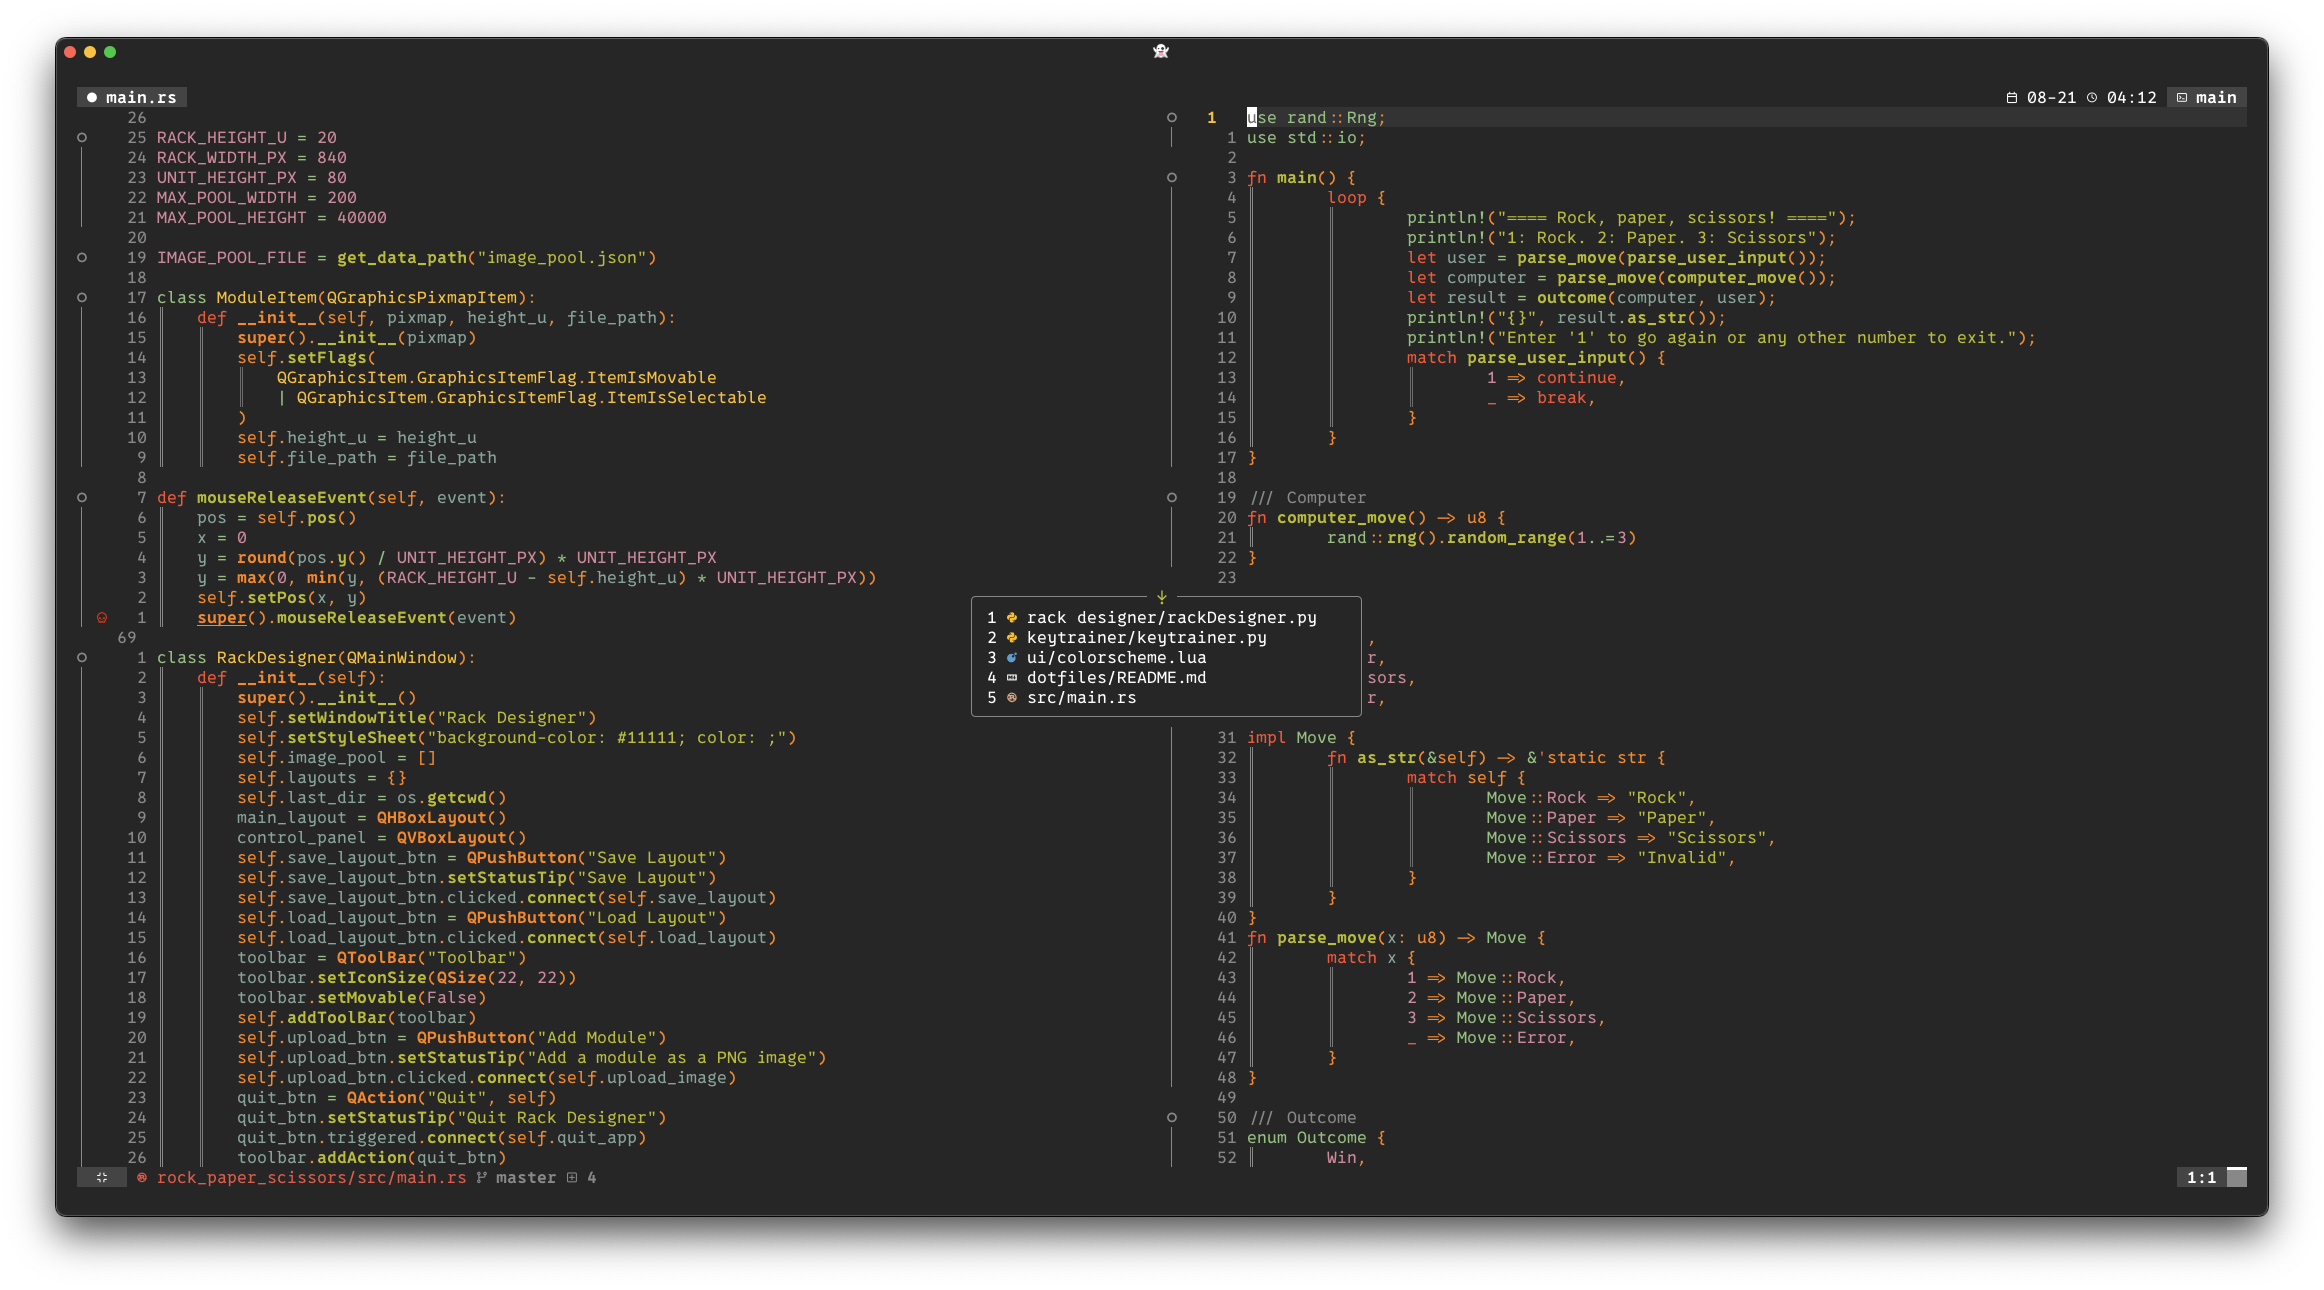 main.rs
08-21 04:12 main
26
25 RACK_HEIGHT_U = 20
24 RACK_WIDTH_PX = 840
23 UNIT_HEIGHT_PX = 80
22 MAX_POOL_WIDTH = 200
21 MAX_POOL_HEIGHT = 40000
20
19 IMAGE_POOL_FILE = get_data_path("image_pool.json")
18
17 class ModuleItem(QGraphicsPixmapItem):
16     def __init__(self, pixmap, height_u, file_path):
15         super().__init__(pixmap)
14         self.setFlags(
13             QGraphicsItem.GraphicsItemFlag.ItemIsMovable
12             | QGraphicsItem.GraphicsItemFlag.ItemIsSelectable
11         )
10         self.height_u = height_u
9         self.file_path = file_path
8
7 def mouseReleaseEvent(self, event):
6     pos = self.pos()
5     x = 0
4     y = round(pos.y() / UNIT_HEIGHT_PX) * UNIT_HEIGHT_PX
3     y = max(0, min(y, (RACK_HEIGHT_U - self.height_u) * UNIT_HEIGHT_PX))
2     self.setPos(x, y)
1     super().mouseReleaseEvent(event)
69
1 class RackDesigner(QMainWindow):
2     def __init__(self):
3         super().__init__()
4         self.setWindowTitle("Rack Designer")
5         self.setStyleSheet("background-color: #11111; color: ;")
6         self.image_pool = []
7         self.layouts = {}
8         self.last_dir = os.getcwd()
9         main_layout = QHBoxLayout()
10         control_panel = QVBoxLayout()
11         self.save_layout_btn = QPushButton("Save Layout")
12         self.save_layout_btn.setStatusTip("Save Layout")
13         self.save_layout_btn.clicked.connect(self.save_layout)
14         self.load_layout_btn = QPushButton("Load Layout")
15         self.load_layout_btn.clicked.connect(self.load_layout)
16         toolbar = QToolBar("Toolbar")
17         toolbar.setIconSize(QSize(22, 22))
18         toolbar.setMovable(False)
19         self.addToolBar(toolbar)
20         self.upload_btn = QPushButton("Add Module")
21         self.upload_btn.setStatusTip("Add a module as a PNG image")
22         self.upload_btn.clicked.connect(self.upload_image)
23         quit_btn = QAction("Quit", self)
24         quit_btn.setStatusTip("Quit Rack Designer")
25         quit_btn.triggered.connect(self.quit_app)
26         toolbar.addAction(quit_btn)
1 use rand::Rng;
1 use std::io;
2
3 fn main() {
4     loop {
5         println!("==== Rock, paper, scissors! ====");
6         println!("1: Rock. 2: Paper. 3: Scissors");
7         let user = parse_move(parse_user_input());
8         let computer = parse_move(computer_move());
9         let result = outcome(computer, user);
10         println!("{}", result.as_str());
11         println!("Enter '1' to go again or any other number to exit.");
12         match parse_user_input() {
13             1 => continue,
14             _ => break,
15         }
16     }
17 }
18
19 /// Computer
20 fn computer_move() -> u8 {
21     rand::rng().random_range(1..=3)
22 }
23
1 rack designer/rackDesigner.py
2 keytrainer/keytrainer.py
3 ui/colorscheme.lua
4 dotfiles/README.md
5 src/main.rs
,
r,
sors,
r,
31 impl Move {
32     fn as_str(&self) -> &'static str {
33         match self {
34             Move::Rock => "Rock",
35             Move::Paper => "Paper",
36             Move::Scissors => "Scissors",
37             Move::Error => "Invalid",
38         }
39     }
40 }
41 fn parse_move(x: u8) -> Move {
42     match x {
43         1 => Move::Rock,
44         2 => Move::Paper,
45         3 => Move::Scissors,
46         _ => Move::Error,
47     }
48 }
49
50 /// Outcome
51 enum Outcome {
52     Win,
rock_paper_scissors/src/main.rs master 4
1:1